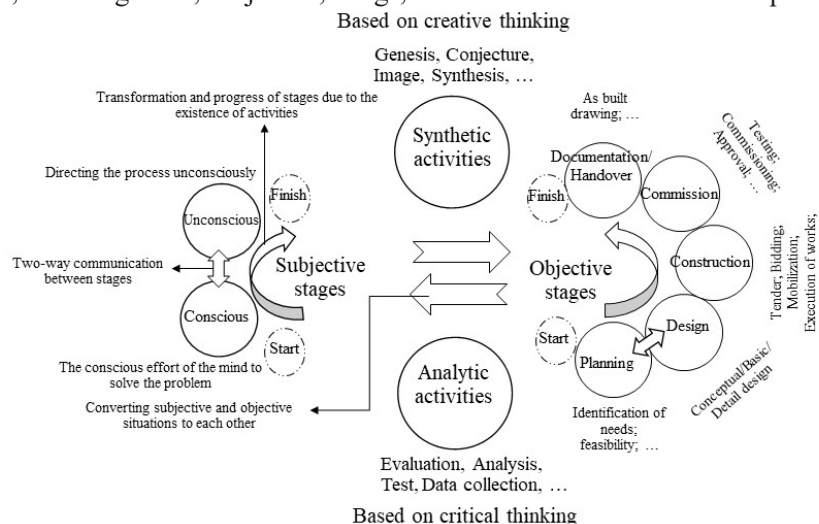 Based on creative thinking
Genesis, Conjecture,
Image, Synthesis, …
Transformation and progress of stages due to the
existence of activities
Synthetic
activities
As built
drawing; …
Testing;
Commissioning;
Approval; …
Documentation/
Handover
Commission
Finish
Directing the process unconsciously
Finish
Unconscious
Two-way communication
between stages
Subjective
stages
Conscious
Start
The conscious effort of the mind to
solve the problem
Converting subjective and objective
situations to each other
Objective
stages
Construction
Tender; Bidding;
Mobilization;
Execution of works;
Design
Start
Planning
Conceptual/Basic/
Detail design
Identification of
needs;
feasibility; …
Analytic
activities
Evaluation, Analysis,
Test, Data collection, …
Based on critical thinking